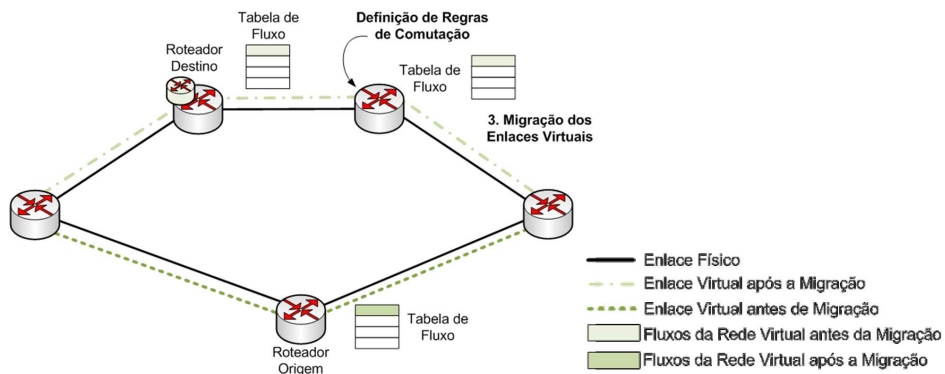 Tabela de
Fluxo
Definição de Regras
de Comutação
Roteador
Destino
Tabela de
Fluxo
3. Migração dos
Enlaces Virtuais
Enlace Físico
Enlace Virtual após a Migração
Enlace Virtual antes de Migração
Fluxos da Rede Virtual antes da Migração
Fluxos da Rede Virtual após a Migração
Tabela de
Fluxo
Roteador
Origem